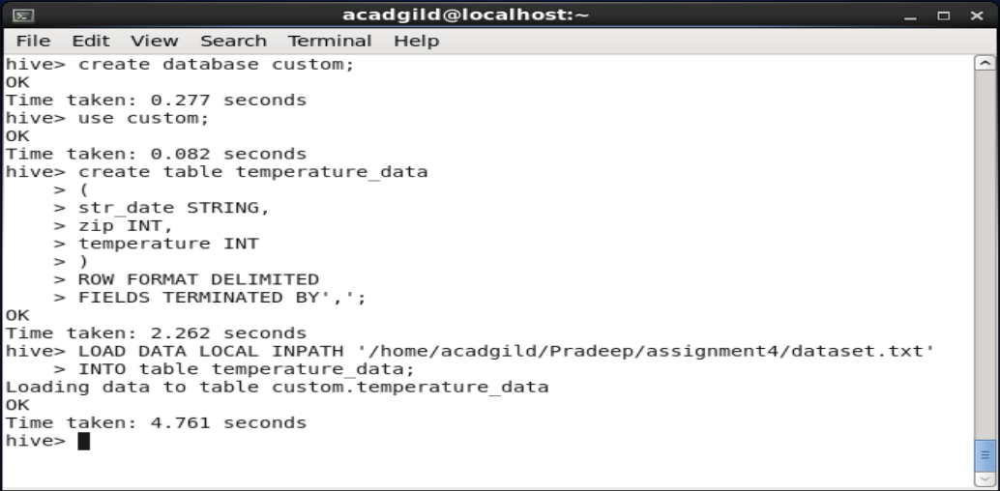 acadgild@localhost:~
File Edit View Search Terminal Help
hive> create database custom;
OK
Time taken: 0.277 seconds
hive> use custom;
OK
Time taken: 0.082 seconds
hive> create table temperature_data
    > (
    > str_date STRING,
    > zip INT,
    > temperature INT
    > )
    > ROW FORMAT DELIMITED
    > FIELDS TERMINATED BY',';
OK
Time taken: 2.262 seconds
hive> LOAD DATA LOCAL INPATH '/home/acadgild/Pradeep/assignment4/dataset.txt'
    > INTO table temperature_data;
Loading data to table custom.temperature_data
OK
Time taken: 4.761 seconds
hive>